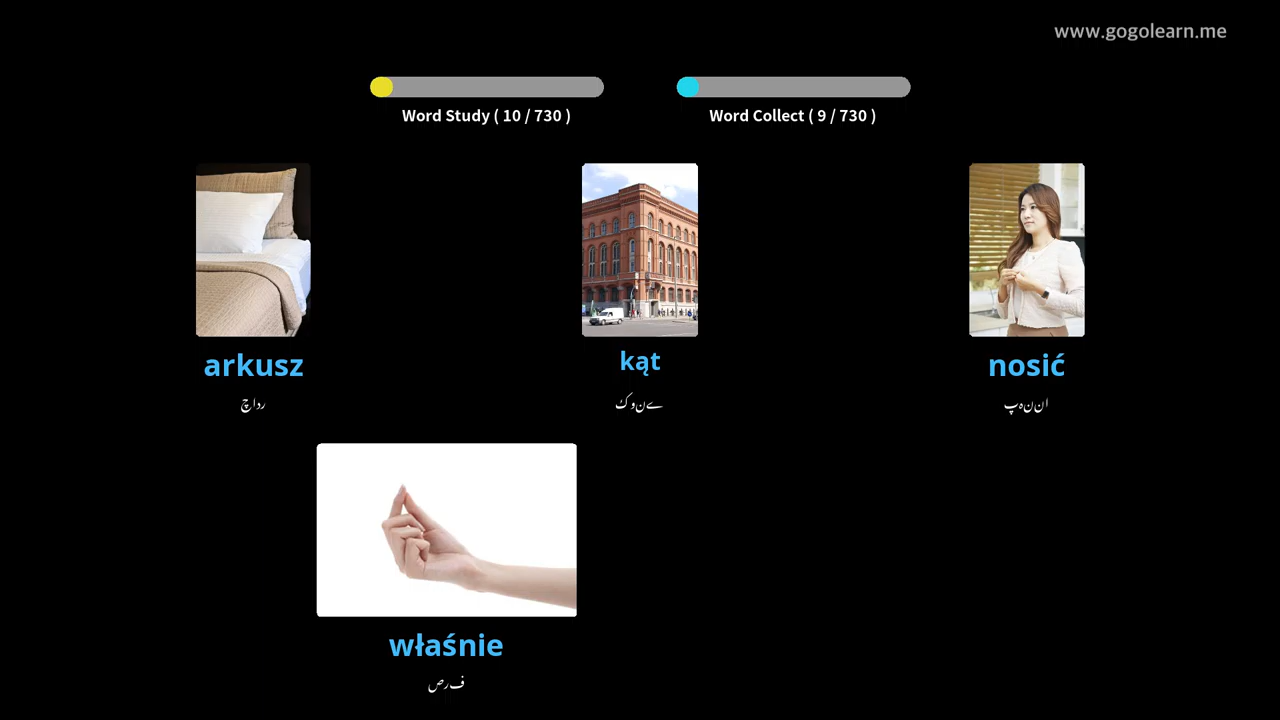 www.gogolearn.me
Word Study ( 10 / 730 )
Word Collect ( 9 / 730 )
arkusz
رداچ
kąt
ےنوک
nosić
اننہپ
właśnie
فرص